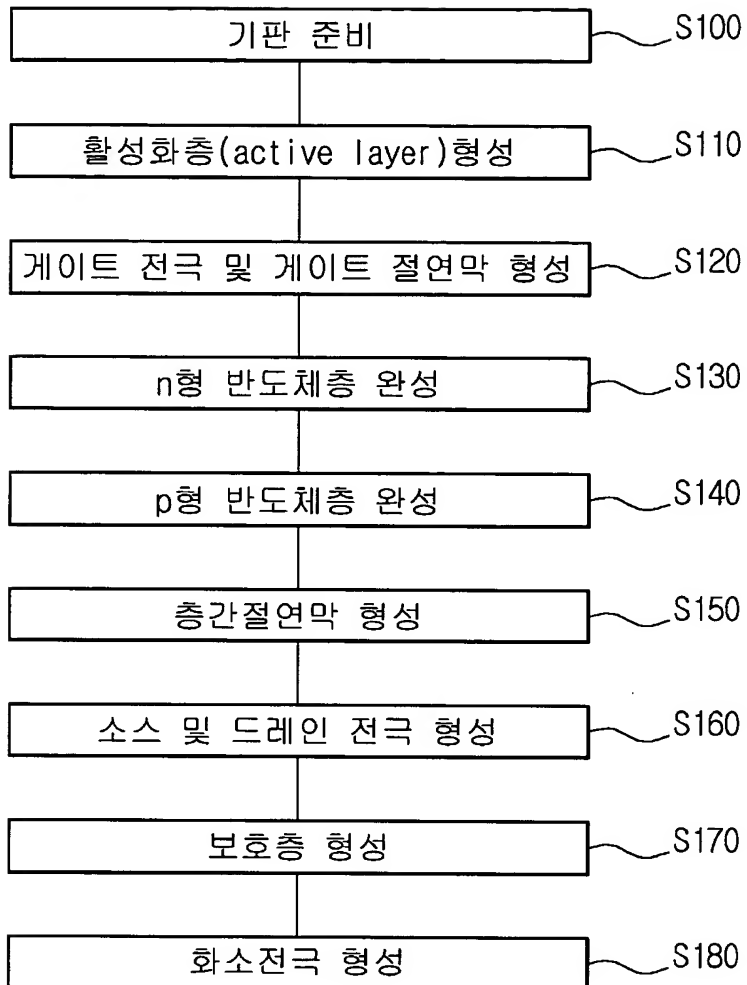 기판 준비 S100
활성화층(active layer)형성 S110
게이트 전극 및 게이트 절연막 형성 S120
n형 반도체층 완성 S130
p형 반도체층 완성 S140
층간절연막 형성 S150
소스 및 드레인 전극 형성 S160
보호층 형성 S170
화소전극 형성 S180